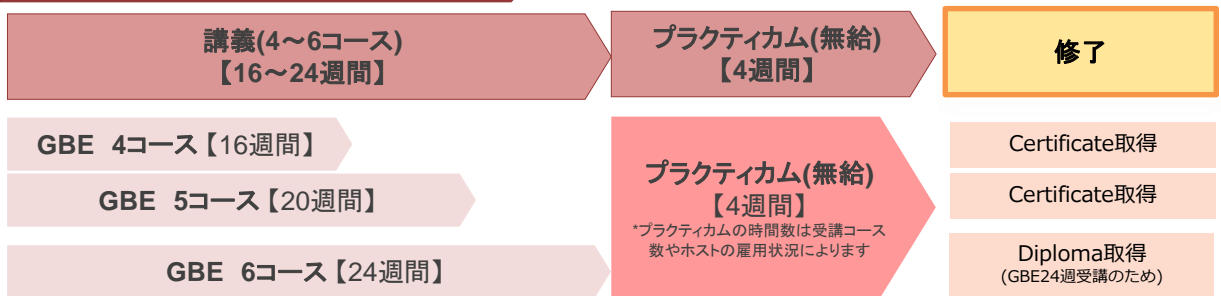 講義(4～6コース)
【16～24週間】
プラクティカム(無給)
【4週間】
修了
GBE 4コース【16週間】
GBE 5コース【20週間】
GBE 6コース【24週間】
プラクティカム(無給)
【4週間】
*プラクティカムの時間数は受講コース
数やホストの雇用状況によります
Certificate取得
Certificate取得
Diploma取得
(GBE24週受講のため)